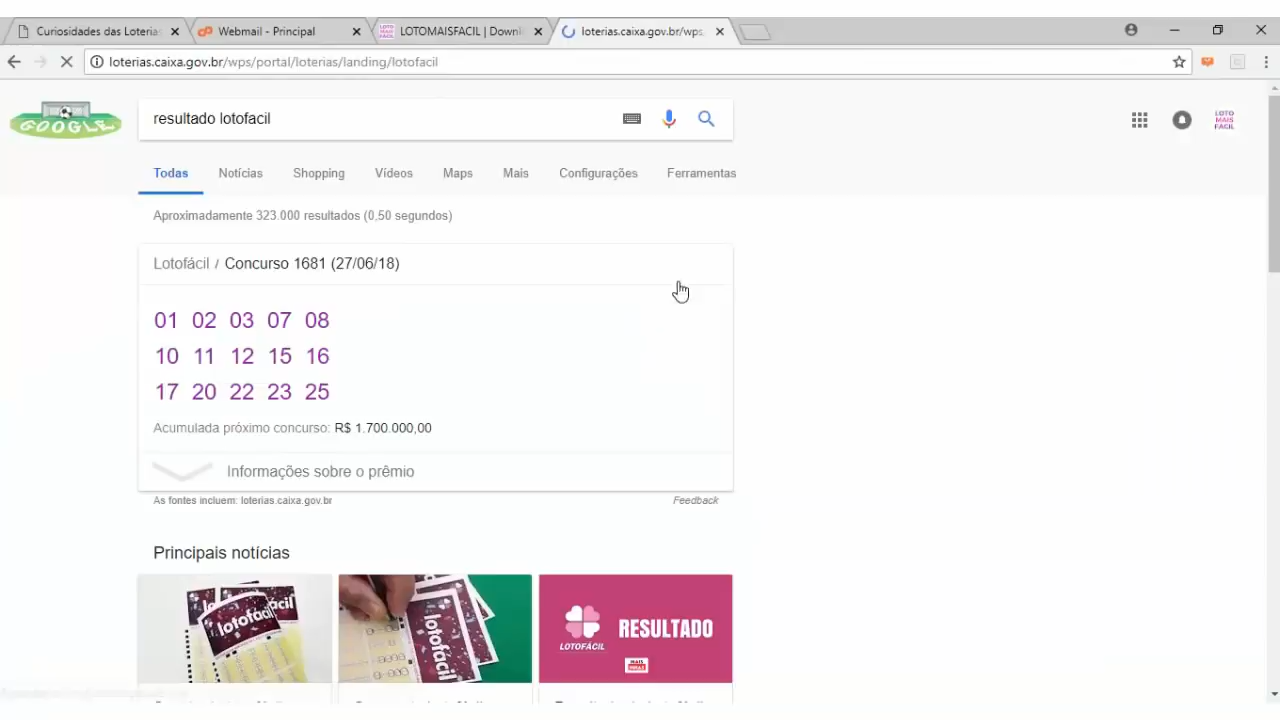 Curiosidades das Loterias
Webmail - Principal
LOTOMAISFACIL | Downl
loterias.caixa.gov.br/wps.
loterias.caixa.gov.br/wps/portal/loterias/landing/lotofacil
GOOGLE
resultado lotofacil
LOTO
MAIS
FACIL
Todas
Notícias
Shopping
Vídeos
Maps
Mais
Configurações
Ferramentas
Aproximadamente 323.000 resultados (0,50 segundos)
Lotofácil / Concurso 1681 (27/06/18)
01 02 03 07 08
10 11 12 15 16
17 20 22 23 25
Acumulada próximo concurso: R$ 1.700.000,00
Informações sobre o prêmio
As fontes incluem: loterias.caixa.gov.br
Feedback
Principais notícias
lotofácil
lotofácil
LOTOFÁCIL
RESULTADO